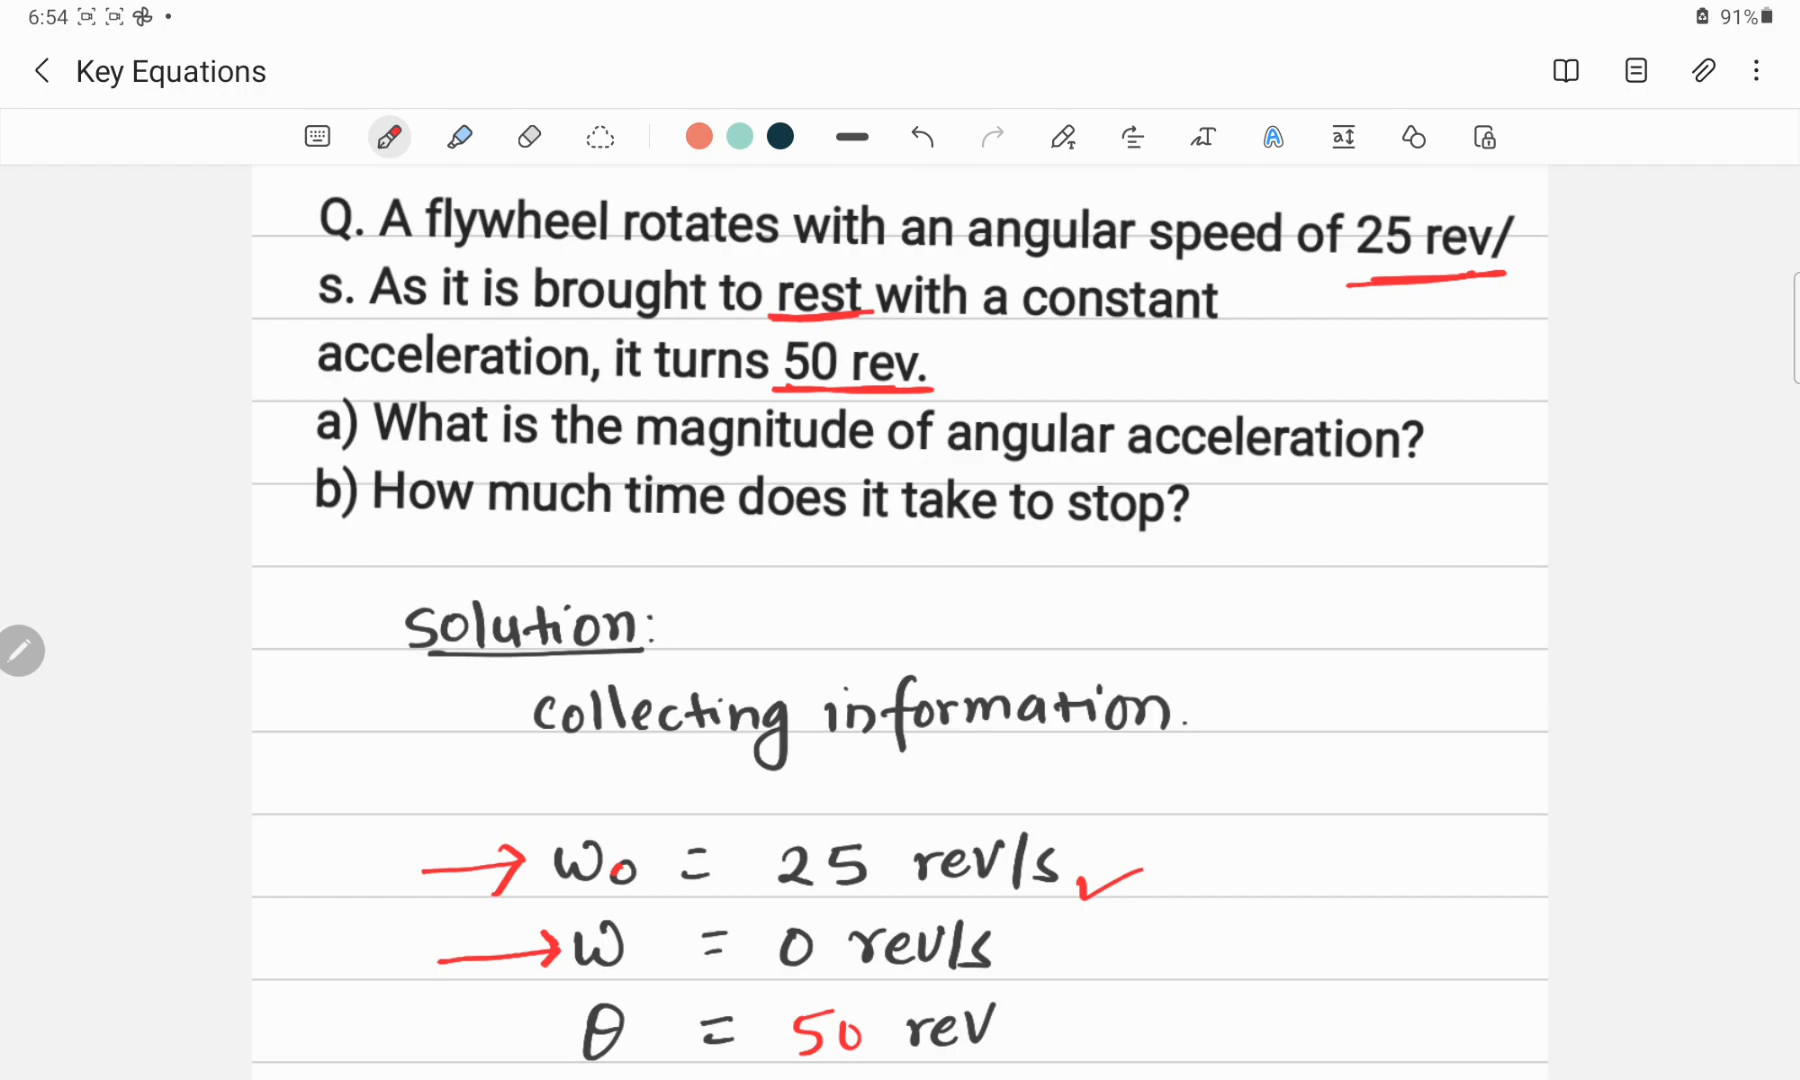 6:54
91%
Key Equations
Q. A flywheel rotates with an angular speed of 25 rev/
s. As it is brought to rest with a constant
acceleration, it turns 50 rev.
a) What is the magnitude of angular acceleration?
b) How much time does it take to stop?
Solution:
collecting information.
→ ω₀ = 25 rev/s ✓
→ ω = 0 rev/s
θ = 50 rev